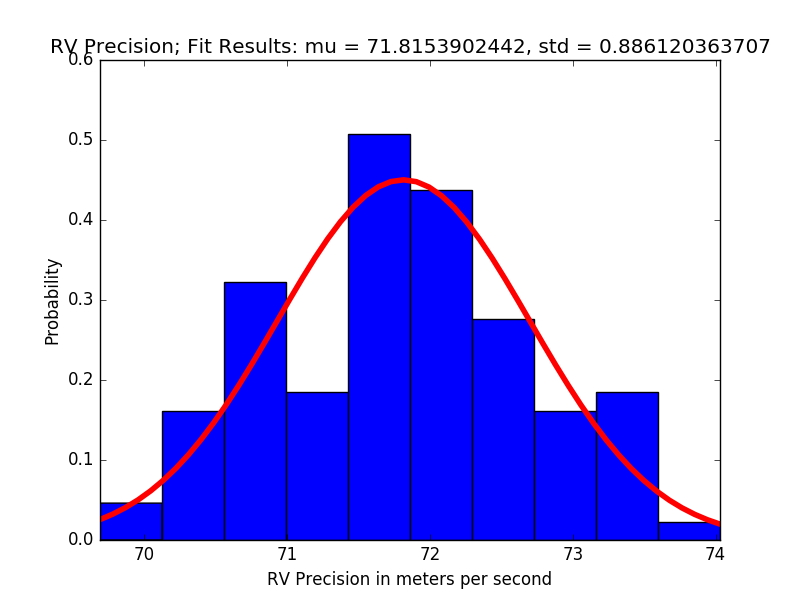 RV Precision; Fit Results: mu = 71.8153902442, std = 0.886120363707
0.6
0.5
0.4
0.3
0.2
0.1
0.0
Probability
70 71 72 73 74
RV Precision in meters per second